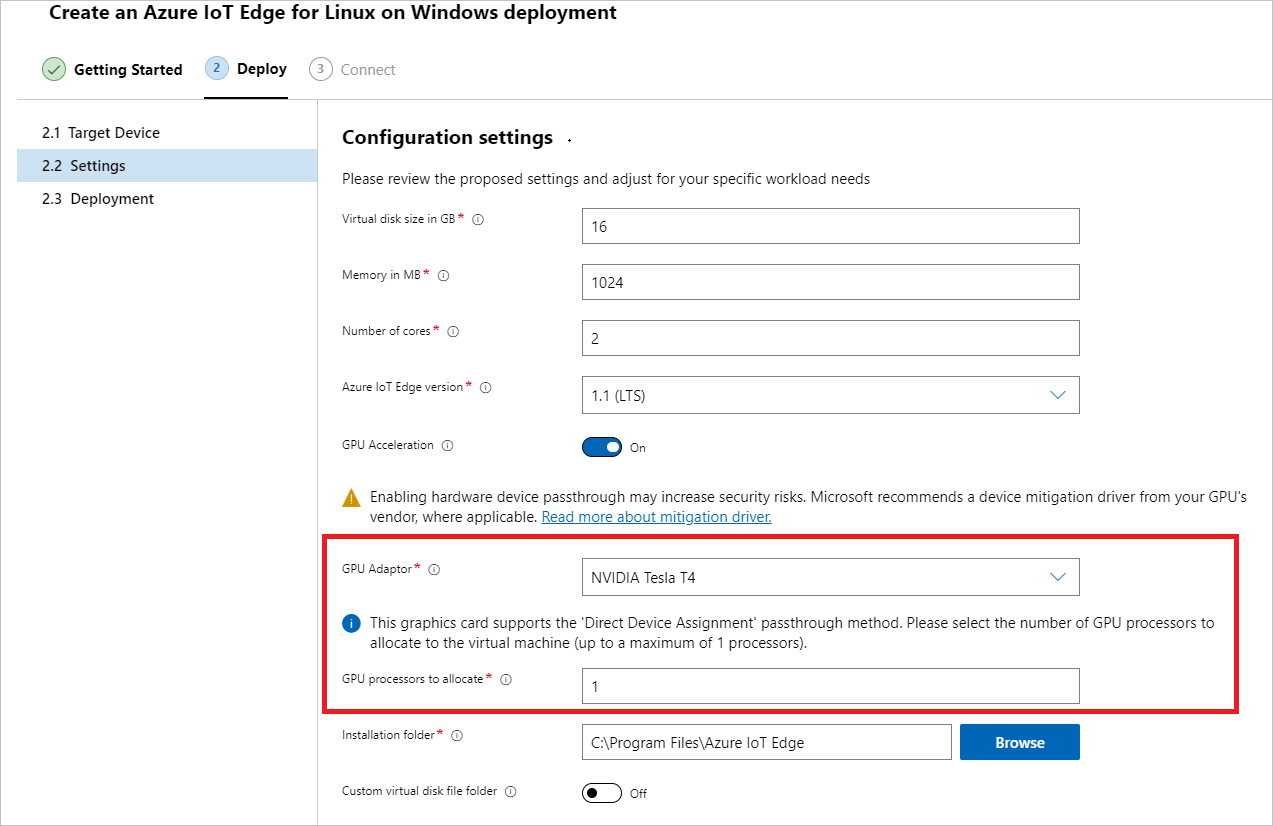 Create an Azure IoT Edge for Linux on Windows deployment
Getting Started
2 Deploy
3 Connect
2.1 Target Device
2.2 Settings
2.3 Deployment
Configuration settings
Please review the proposed settings and adjust for your specific workload needs
Virtual disk size in GB*
16
Memory in MB*
1024
Number of cores*
2
Azure IoT Edge version*
1.1 (LTS)
GPU Acceleration
On
Enabling hardware device passthrough may increase security risks. Microsoft recommends a device mitigation driver from your GPU's
vendor, where applicable. Read more about mitigation driver.
GPU Adaptor*
NVIDIA Tesla T4
This graphics card supports the 'Direct Device Assignment' passthrough method. Please select the number of GPU processors to
allocate to the virtual machine (up to a maximum of 1 processors).
GPU processors to allocate*
1
Installation folder*
C:\Program Files\Azure IoT Edge
Browse
Custom virtual disk file folder
Off